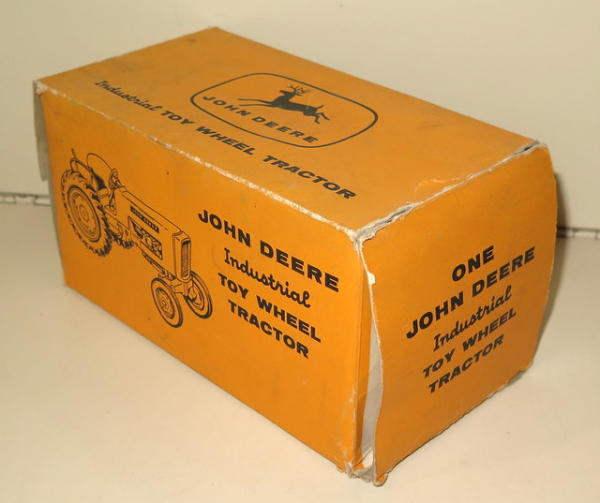 JOHN DEERE
Industrial TOY WHEEL TRACTOR
JOHN DEERE
Industrial
TOY WHEEL
TRACTOR
ONE
JOHN DEERE
Industrial
TOY WHEEL
TRACTOR